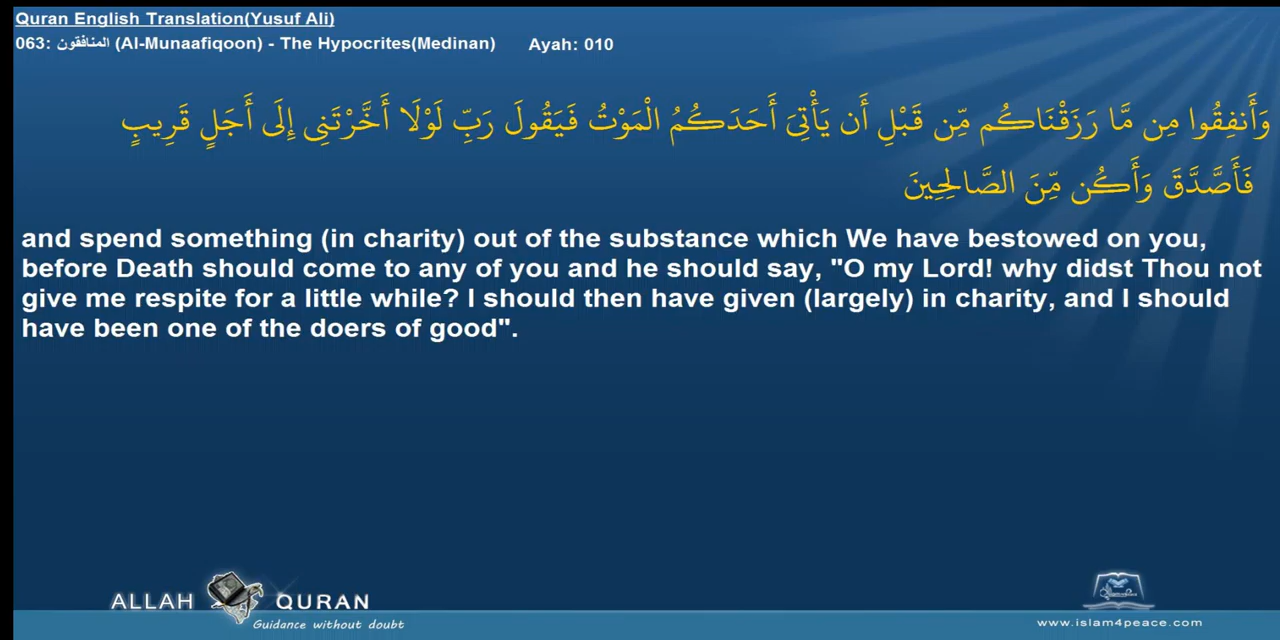 Quran English Translation(Yusuf Ali)
063: المنافقون (Al-Munaafiqoon) - The Hypocrites(Medinan) Ayah: 010
وَأَنفِقُوا مِن مَّا رَزَقْنَاكُم مِّن قَبْلِ أَن يَأْتِىَ أَحَدَكُمُ الْمَوْتُ فَيَقُولَ رَبِّ لَوْلَا أَخَّرْتَنِى إِلَى أَجَلٍ قَرِيبٍ
فَأَصَّدَّقَ وَأَكُن مِّنَ الصَّالِحِينَ
and spend something (in charity) out of the substance which We have bestowed on you,
before Death should come to any of you and he should say, "O my Lord! why didst Thou not
give me respite for a little while? I should then have given (largely) in charity, and I should
have been one of the doers of good".
ALLAH QURAN
Guidance without doubt
www.islam4peace.com